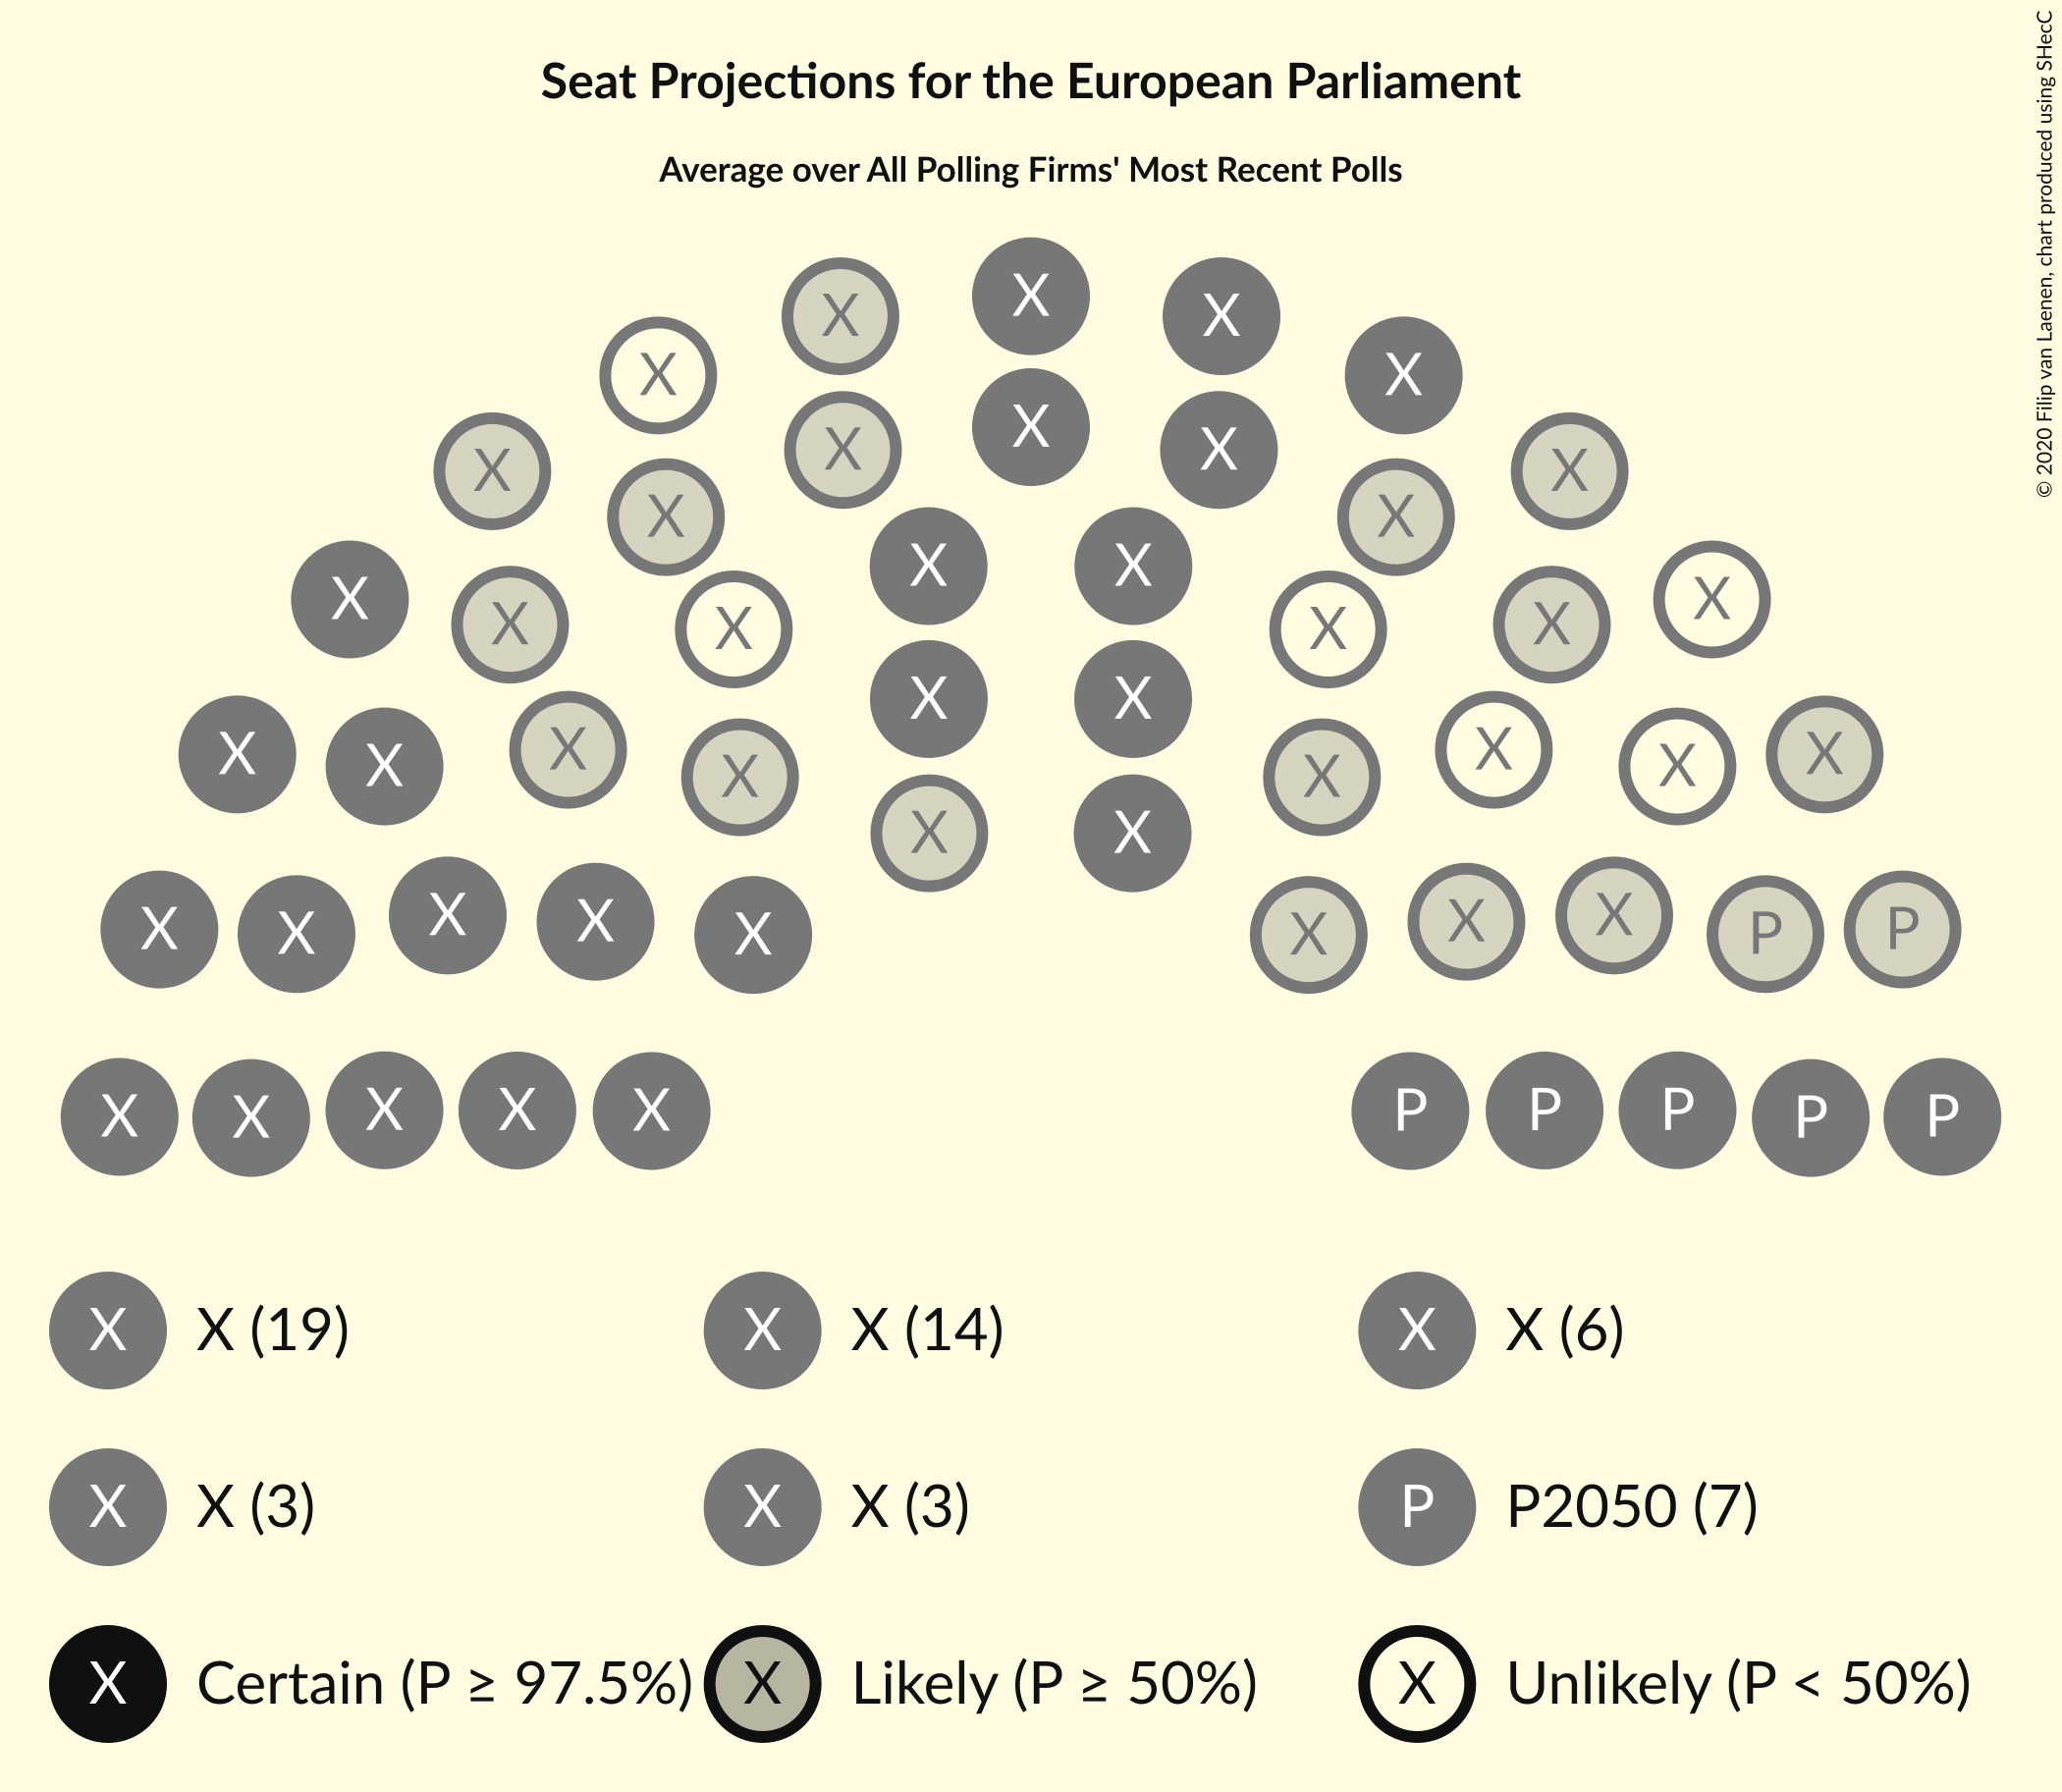 Seat Projections for the European Parliament
Average over All Polling Firms' Most Recent Polls
© 2020 Filip van Laenen, chart produced using SHecC
X
X X
X X
X
X X
X X
X X
X X
X X
X X X X
X X
X X X X X X X X
X X
X X X X X X X X P P
X X X X X P P P P P
X X (19) X X (14) X X (6)
X X (3) X X (3) P P2050 (7)
X Certain (P ≥ 97.5%) X Likely (P ≥ 50%) X Unlikely (P < 50%)